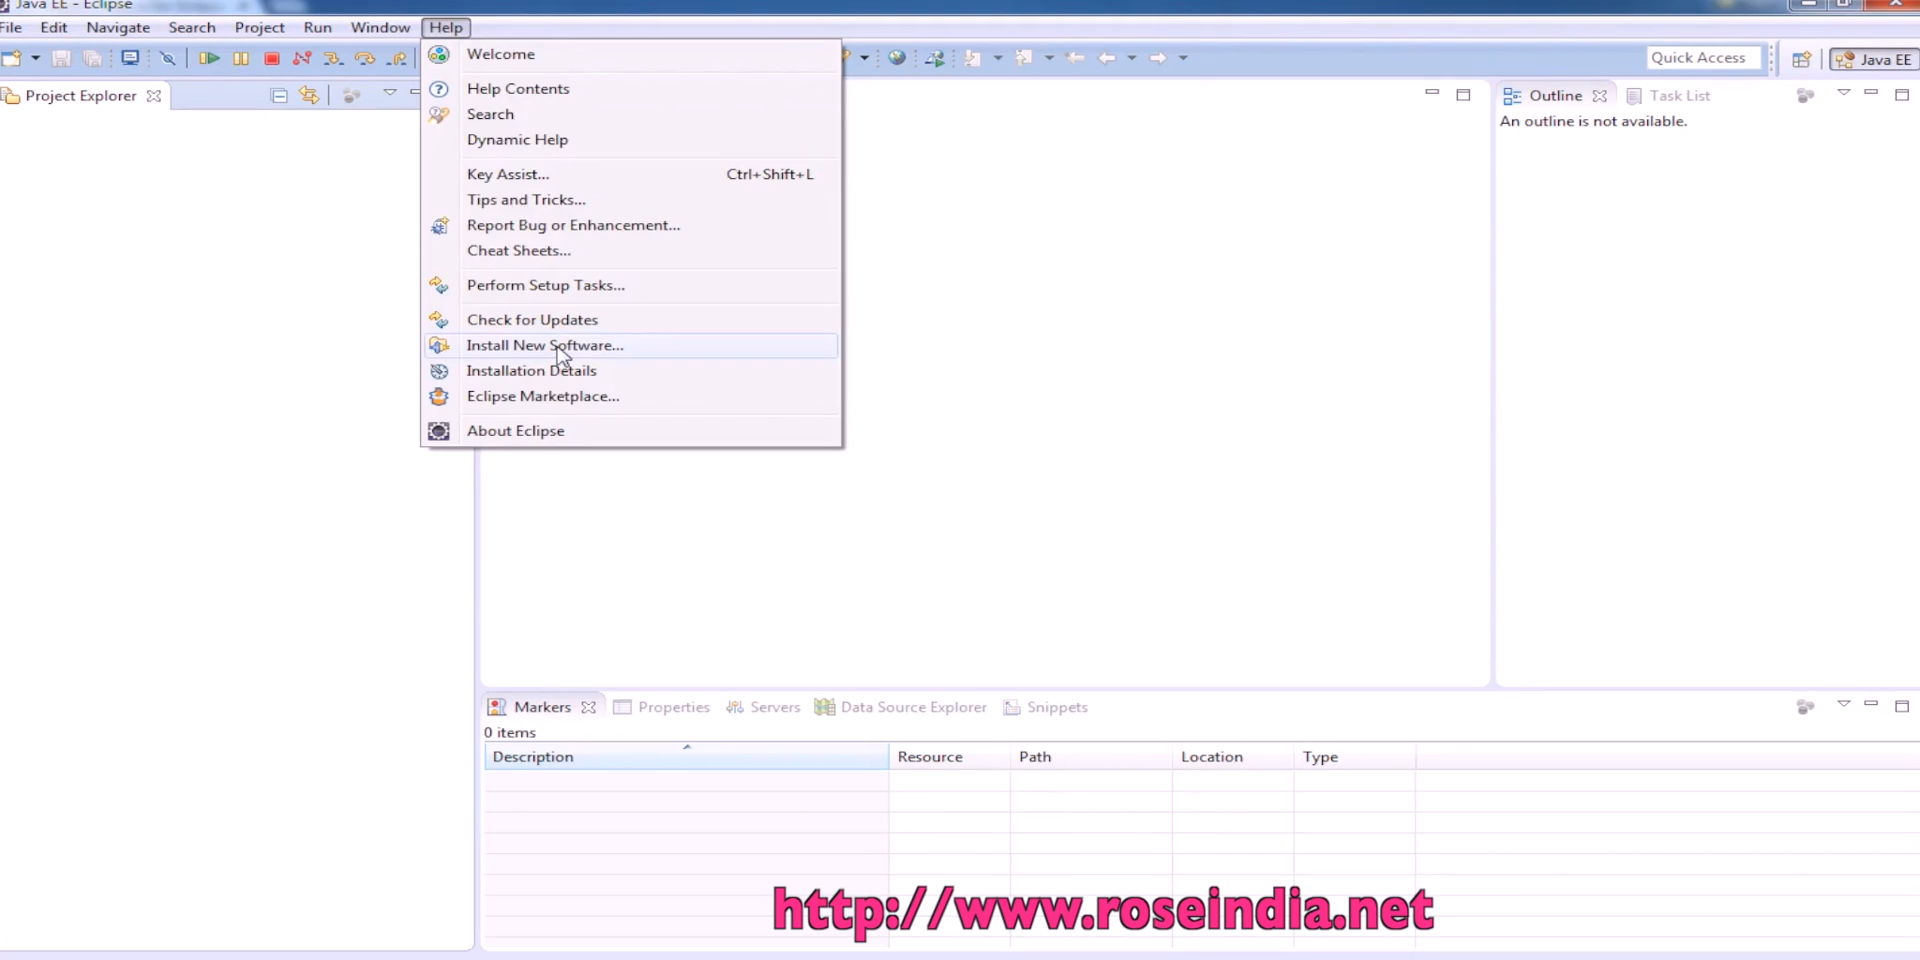 Java EE - Eclipse
File Edit Navigate Search Project Run Window Help
Quick Access
Java EE
Project Explorer
Welcome
Help Contents
Search
Dynamic Help
Key Assist... Ctrl+Shift+L
Tips and Tricks...
Report Bug or Enhancement...
Cheat Sheets...
Perform Setup Tasks...
Check for Updates
Install New Software...
Installation Details
Eclipse Marketplace...
About Eclipse
Outline Task List
An outline is not available.
Markers Properties Servers Data Source Explorer Snippets
0 items
Description Resource Path Location Type
http://www.roseindia.net